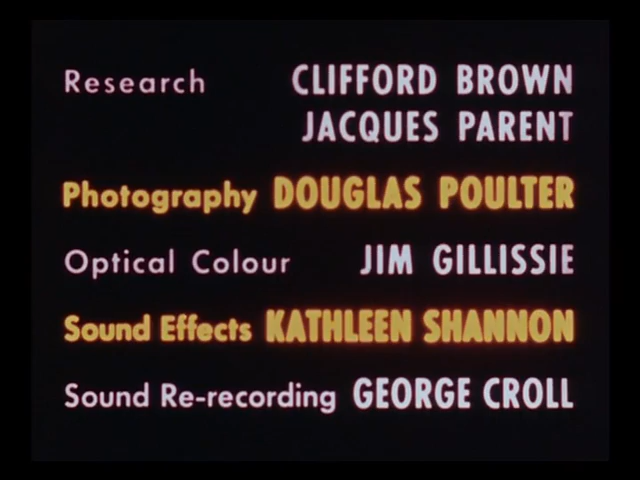 Research CLIFFORD BROWN
JACQUES PARENT
Photography DOUGLAS POULTER
Optical Colour JIM GILLISSIE
Sound Effects KATHLEEN SHANNON
Sound Re-recording GEORGE CROLL